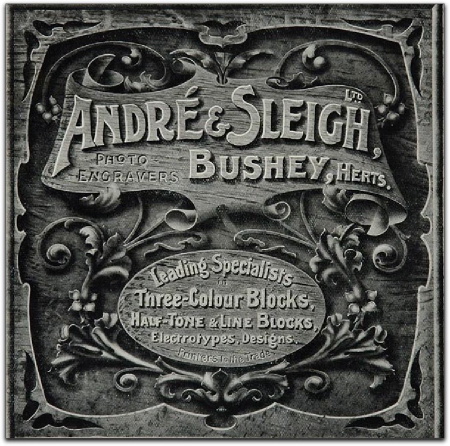 ANDRÉ & SLEIGH, LTD
PHOTO ENGRAVERS
BUSHEY, HERTS.
Leading Specialists
IN
Three-Colour Blocks,
HALF-TONE & LINE BLOCKS,
Electrotypes, Designs.
Printers to the Trade.